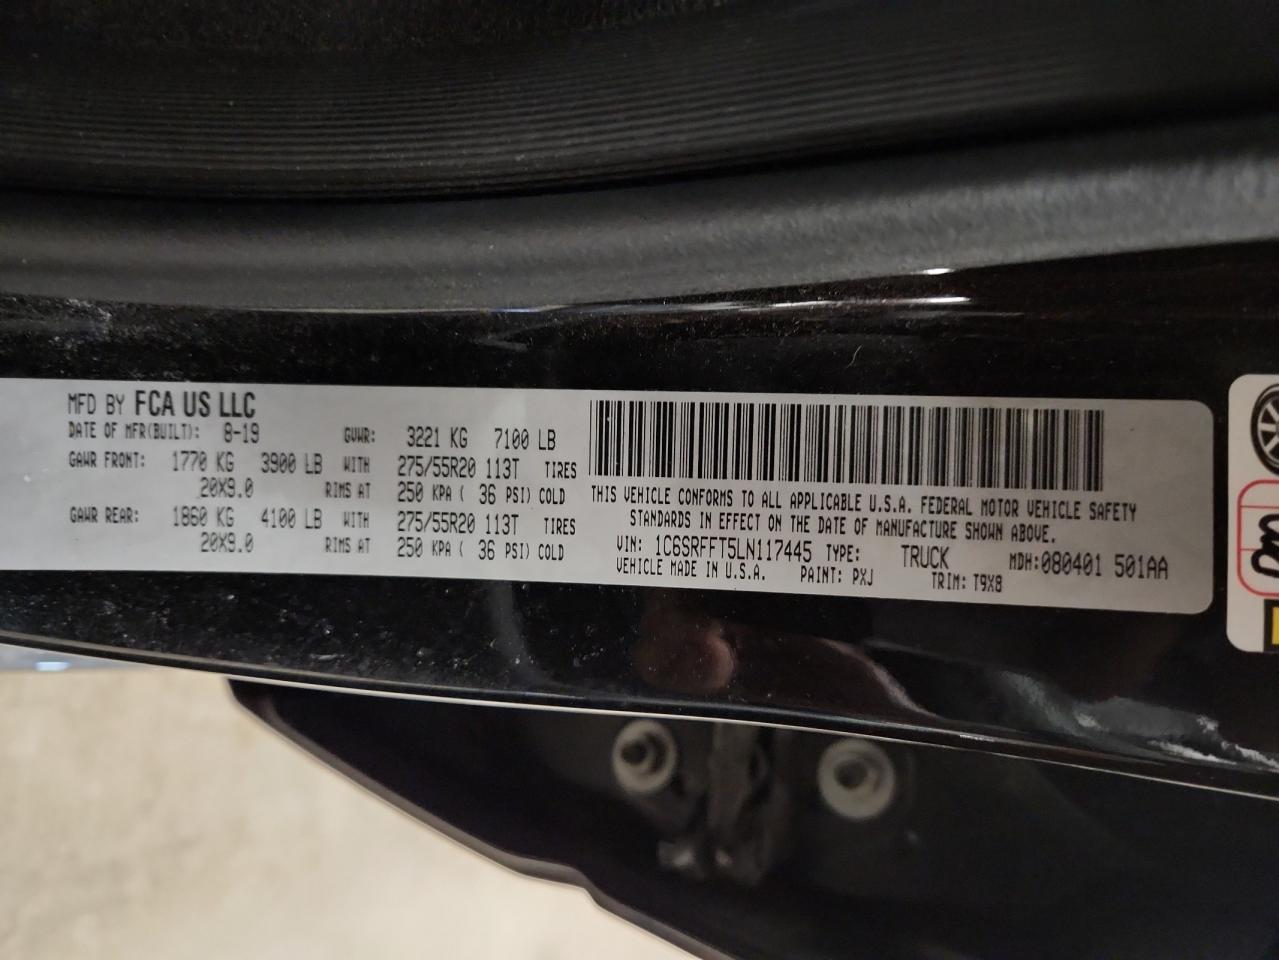 MFD BY FCA US LLC
DATE OF MFR(BUILT): 8-19 GVWR: 3221 KG 7100 LB
GAWR FRONT: 1770 KG 3900 LB WITH 275/55R20 113T TIRES
20X9.0 RIMS AT 250 KPA ( 36 PSI) COLD
GAWR REAR: 1860 KG 4100 LB WITH 275/55R20 113T TIRES
20X9.0 RIMS AT 250 KPA ( 36 PSI) COLD
THIS VEHICLE CONFORMS TO ALL APPLICABLE U.S.A. FEDERAL MOTOR VEHICLE SAFETY
STANDARDS IN EFFECT ON THE DATE OF MANUFACTURE SHOWN ABOVE.
VIN: 1C6SRFFT5LN117445 TYPE: TRUCK MDH:080401 501AA
VEHICLE MADE IN U.S.A. PAINT: PXJ TRIM: T9X8